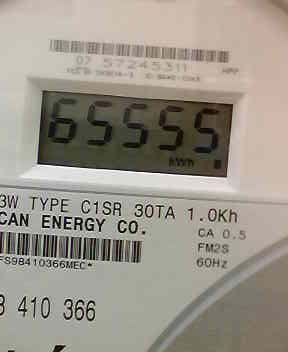 07 57245311
65555
kWh
3W TYPE C1SR 30TA 1.0Kh
CAN ENERGY CO.
CA 0.5
FM2S
60Hz
FS98410366MEC*
410 366